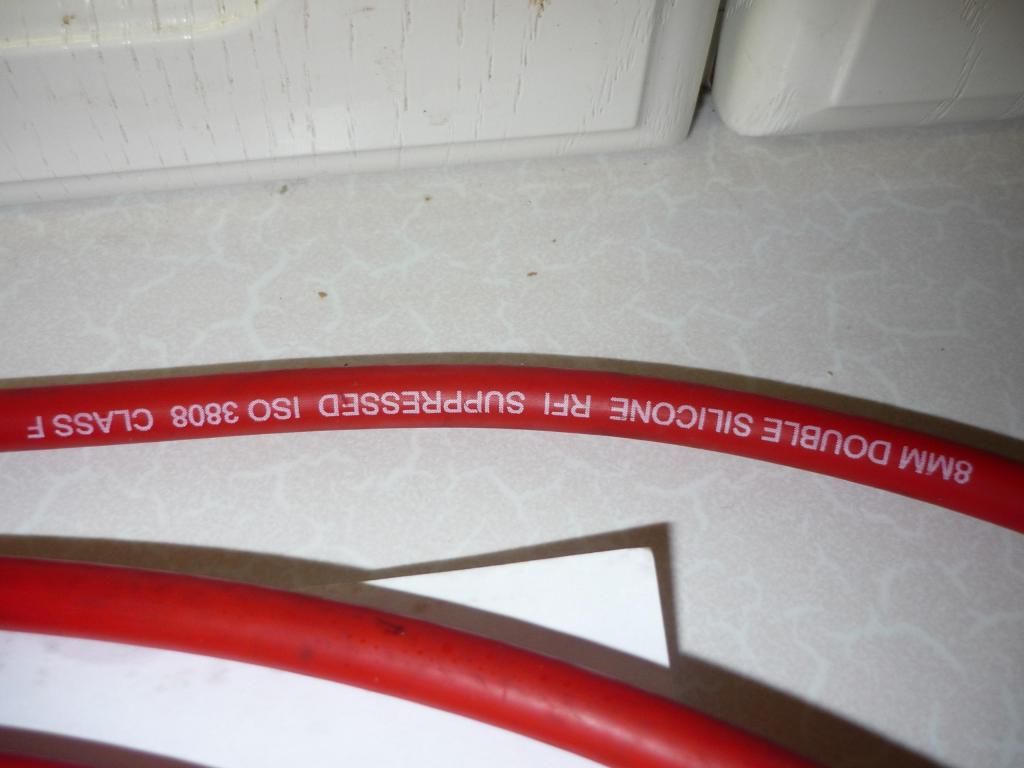 8MM DOUBLE SILICONE RFI SUPPRESSED ISO 3808 CLASS F